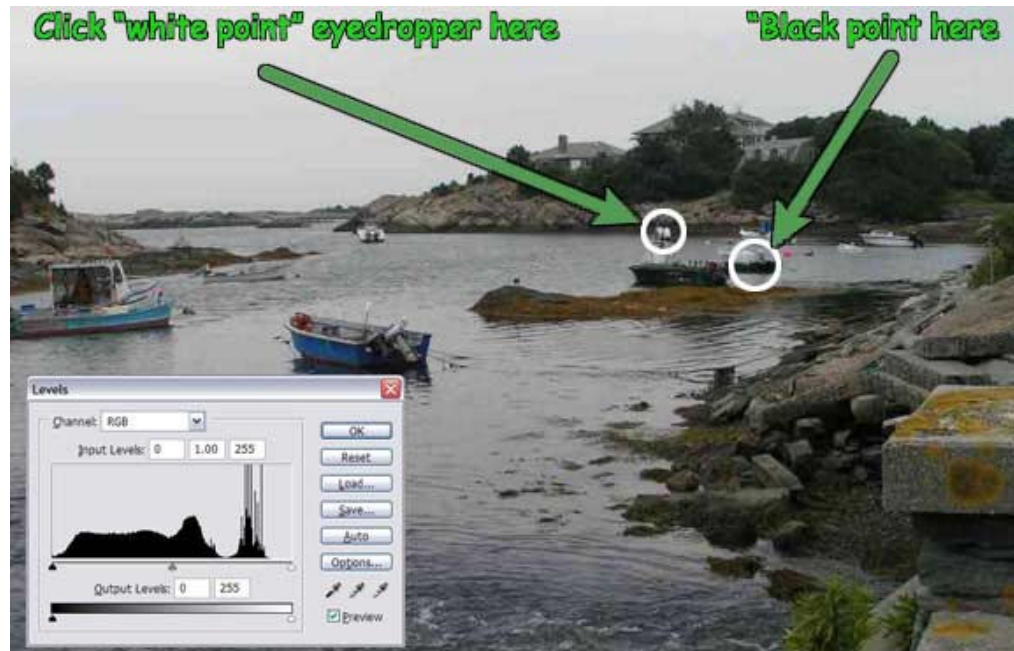 Click "white point" eyedropper here
"Black point here
Levels
Channel: RGB
Input Levels: 0 1.00 255
OK
Reset
Load...
Save...
Auto
Options...
Output Levels: 0 255
Preview